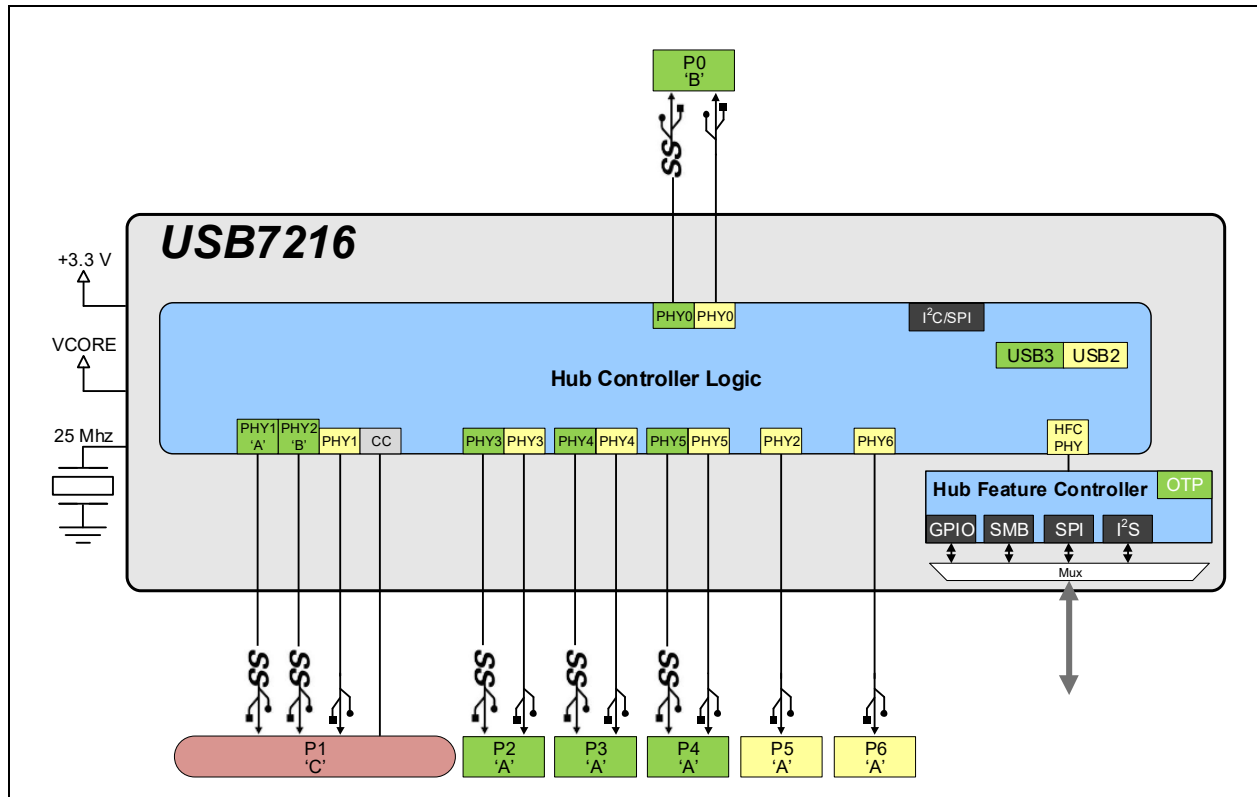 P0
'B'
SS
USB7216
+3.3 V
VCORE
25 Mhz
PHY0 PHY0
I²C/SPI
USB3 USB2
Hub Controller Logic
PHY1 'A'
PHY2 'B'
PHY1
CC
PHY3 PHY3
PHY4 PHY4
PHY5 PHY5
PHY2
PHY6
HFC PHY
Hub Feature Controller
OTP
GPIO SMB SPI I²S
Mux
SS SS SS SS SS
P1
'C'
P2
'A'
P3
'A'
P4
'A'
P5
'A'
P6
'A'